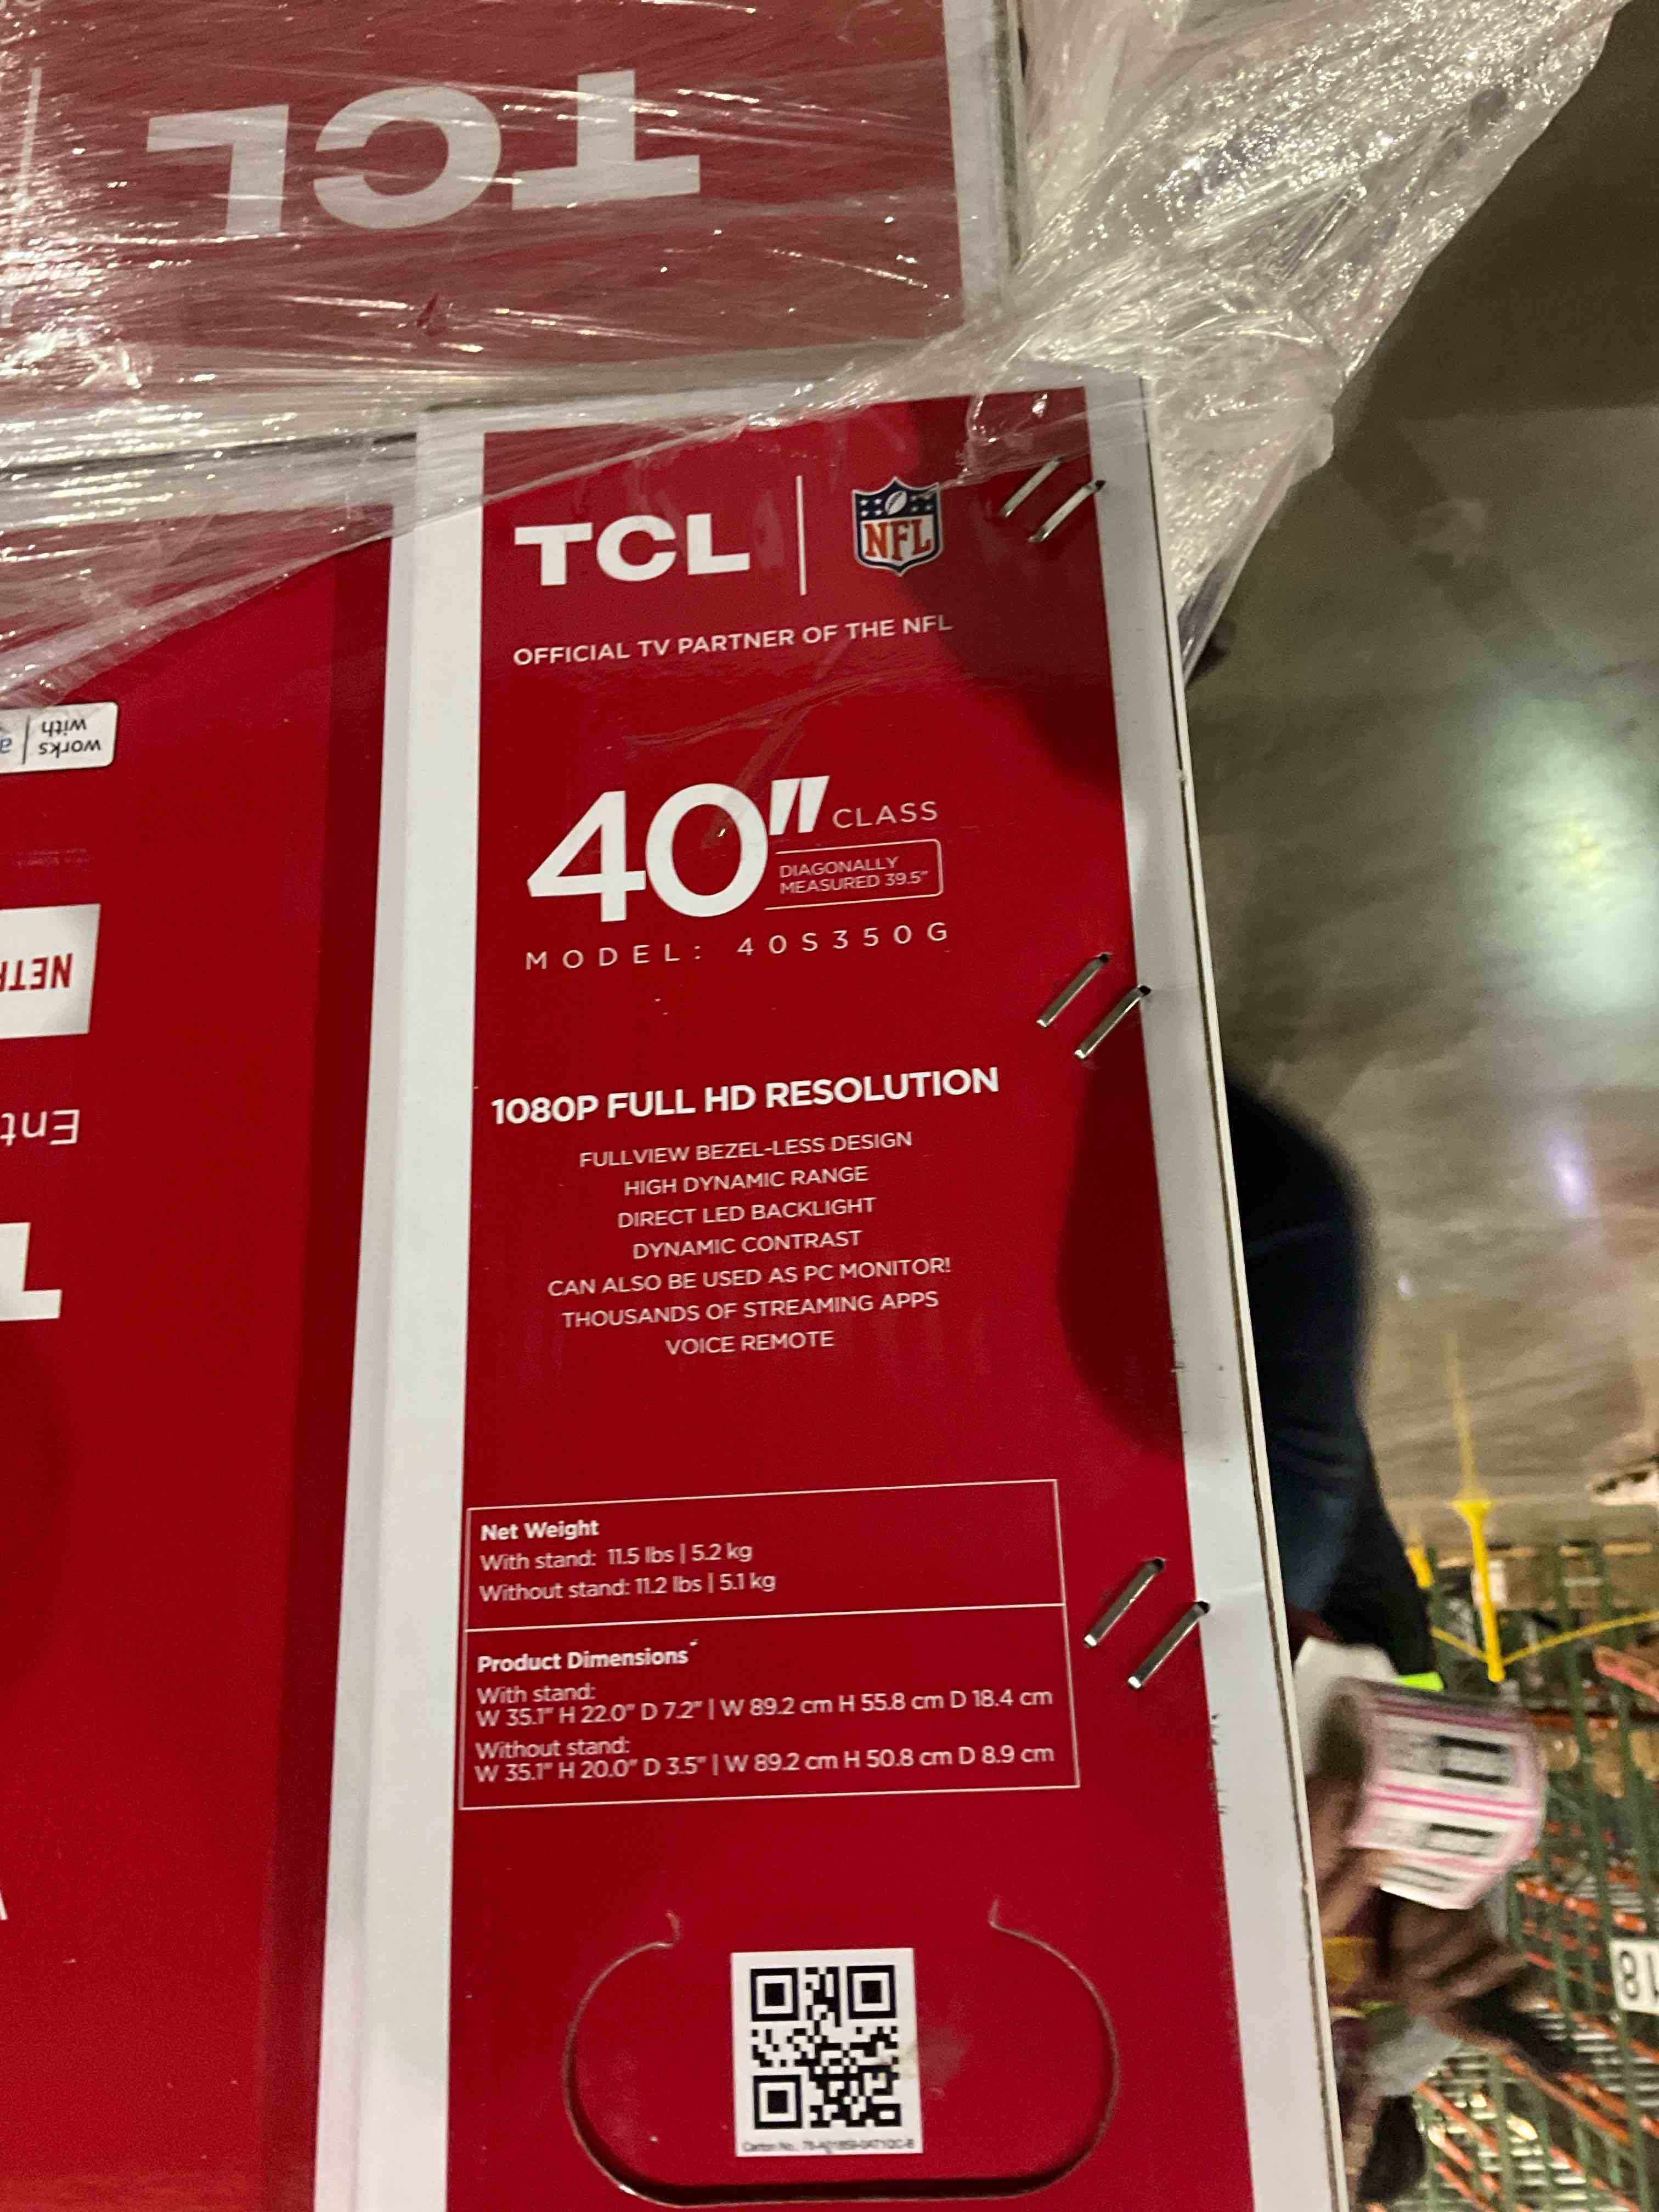 TCL
TCL
NFL
OFFICIAL TV PARTNER OF THE NFL
works
with
40" CLASS
DIAGONALLY
MEASURED 39.5"
MODEL: 40S350G
NET
1080P FULL HD RESOLUTION
Ent
FULLVIEW BEZEL-LESS DESIGN
HIGH DYNAMIC RANGE
DIRECT LED BACKLIGHT
DYNAMIC CONTRAST
CAN ALSO BE USED AS PC MONITOR!
THOUSANDS OF STREAMING APPS
VOICE REMOTE
L
Net Weight
With stand: 11.5 lbs | 5.2 kg
Without stand: 11.2 lbs | 5.1 kg
Product Dimensions*
With stand:
W 35.1" H 22.0" D 7.2" | W 89.2 cm H 55.8 cm D 18.4 cm
Without stand:
W 35.1" H 20.0" D 3.5" | W 89.2 cm H 50.8 cm D 8.9 cm
18
Carton No.